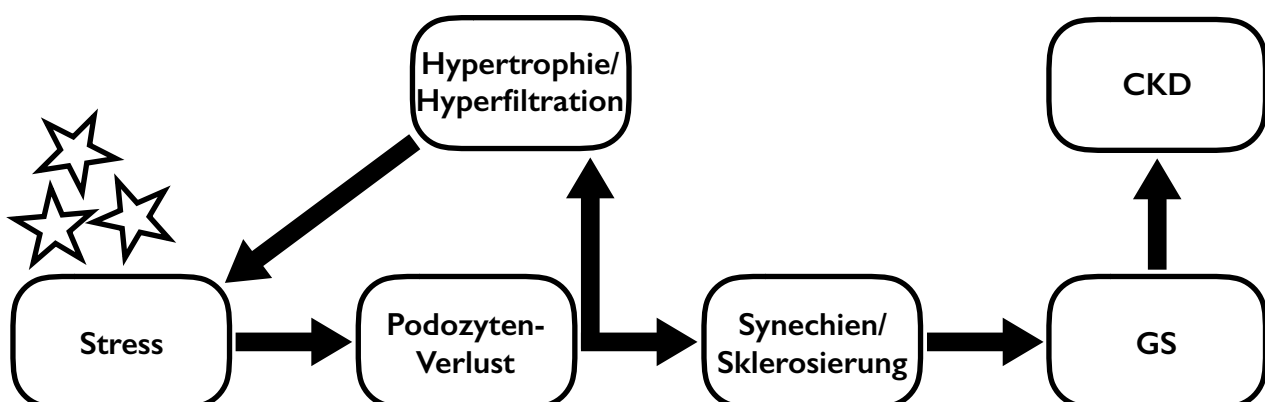 Hypertrophie/
Hyperfiltration
CKD
Stress
Podozyten-
Verlust
Synechien/
Sklerosierung
GS